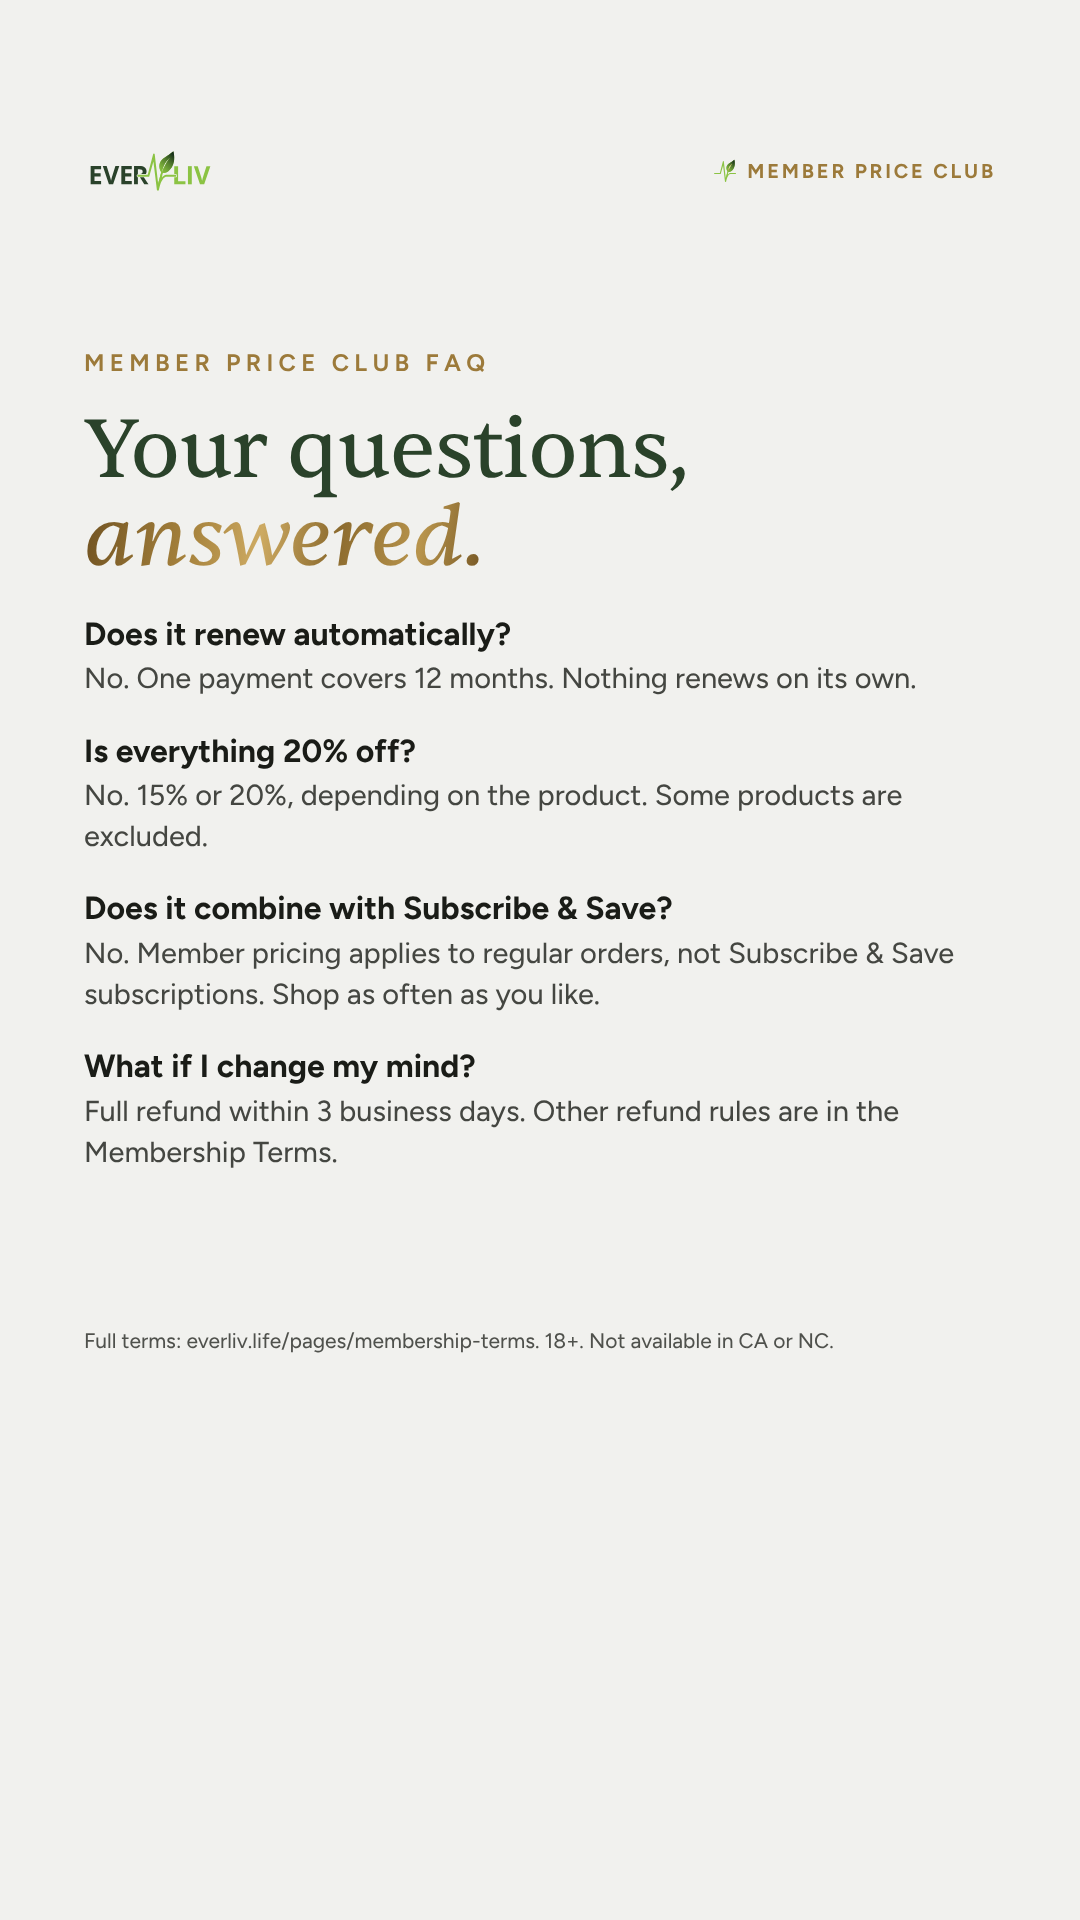 EVERLIV
MEMBER PRICE CLUB
MEMBER PRICE CLUB FAQ
Your questions,
answered.
Does it renew automatically?
No. One payment covers 12 months. Nothing renews on its own.
Is everything 20% off?
No. 15% or 20%, depending on the product. Some products are
excluded.
Does it combine with Subscribe & Save?
No. Member pricing applies to regular orders, not Subscribe & Save
subscriptions. Shop as often as you like.
What if I change my mind?
Full refund within 3 business days. Other refund rules are in the
Membership Terms.
Full terms: everliv.life/pages/membership-terms. 18+. Not available in CA or NC.